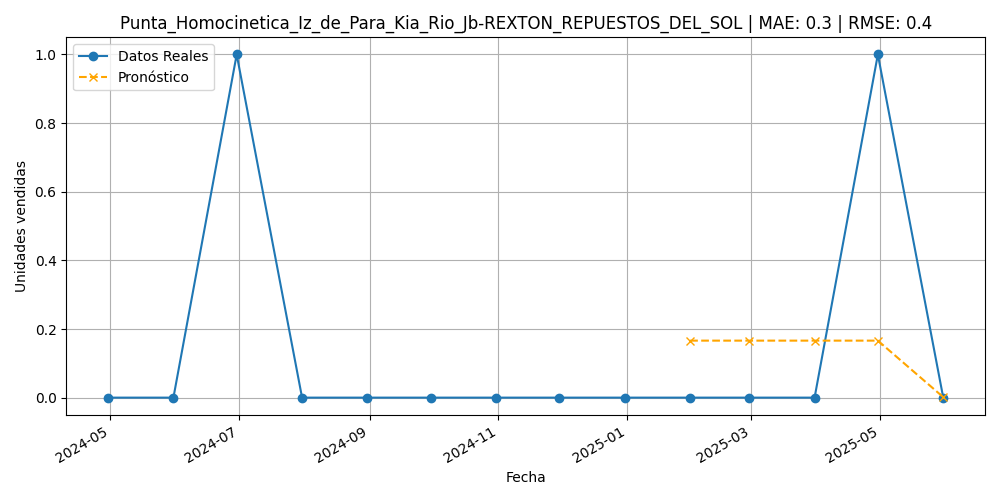 Punta_Homocinetica_Iz_de_Para_Kia_Rio_Jb-REXTON_REPUESTOS_DEL_SOL | MAE: 0.3 | RMSE: 0.4
Datos Reales
Pronóstico
Unidades vendidas
1.0
0.8
0.6
0.4
0.2
0.0
2024-05
2024-07
2024-09
2024-11
2025-01
2025-03
2025-05
Fecha